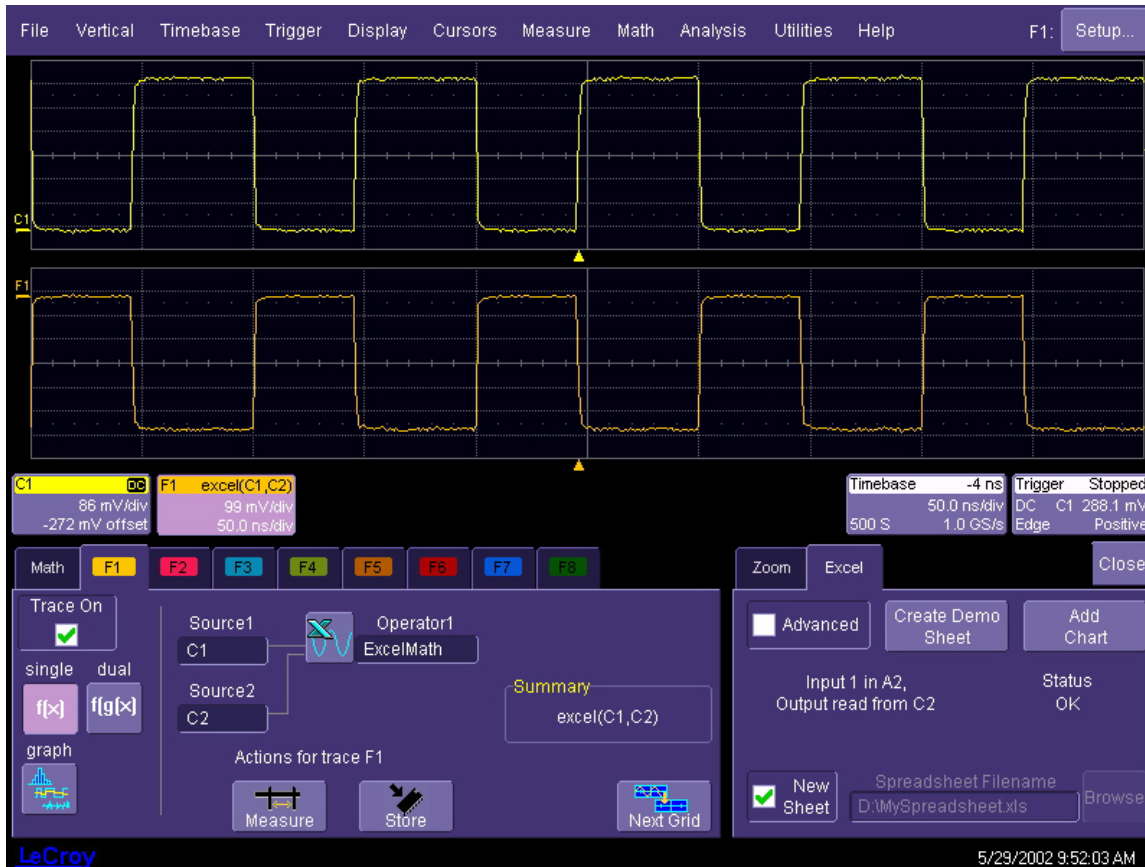 File Vertical Timebase Trigger Display Cursors Measure Math Analysis Utilities Help F1: Setup...
C1
F1
C1 DC
86 mV/div
-272 mV offset
F1 excel(C1,C2)
99 mV/div
50.0 ns/div
Timebase -4 ns
50.0 ns/div
500 S 1.0 GS/s
Trigger Stopped
DC C1 288.1 mV
Edge Positive
Math F1 F2 F3 F4 F5 F6 F7 F8
Trace On
single dual
f(x) f(g(x)
graph
Source1
C1
Source2
C2
Operator1
ExcelMath
Summary
excel(C1,C2)
Actions for trace F1
Measure
Store
Next Grid
Zoom Excel
Close
Advanced
Create Demo
Sheet
Add
Chart
Input 1 in A2,
Output read from C2
Status
OK
New
Sheet
Spreadsheet Filename
D:\MySpreadsheet.xls
Browse
LeCroy
5/29/2002 9:52:03 AM